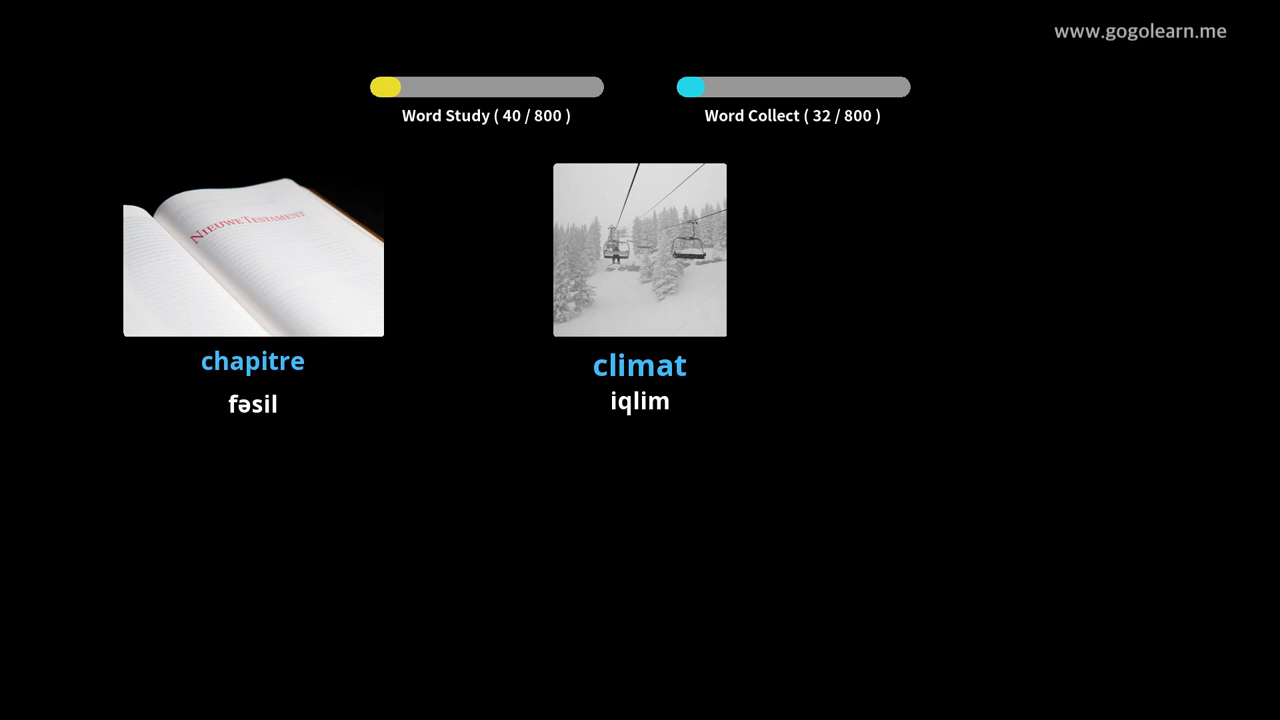 www.gogolearn.me
Word Study ( 40 / 800 )
Word Collect ( 32 / 800 )
NIEUWE TESTAMENT
chapitre
fəsil
climat
iqlim